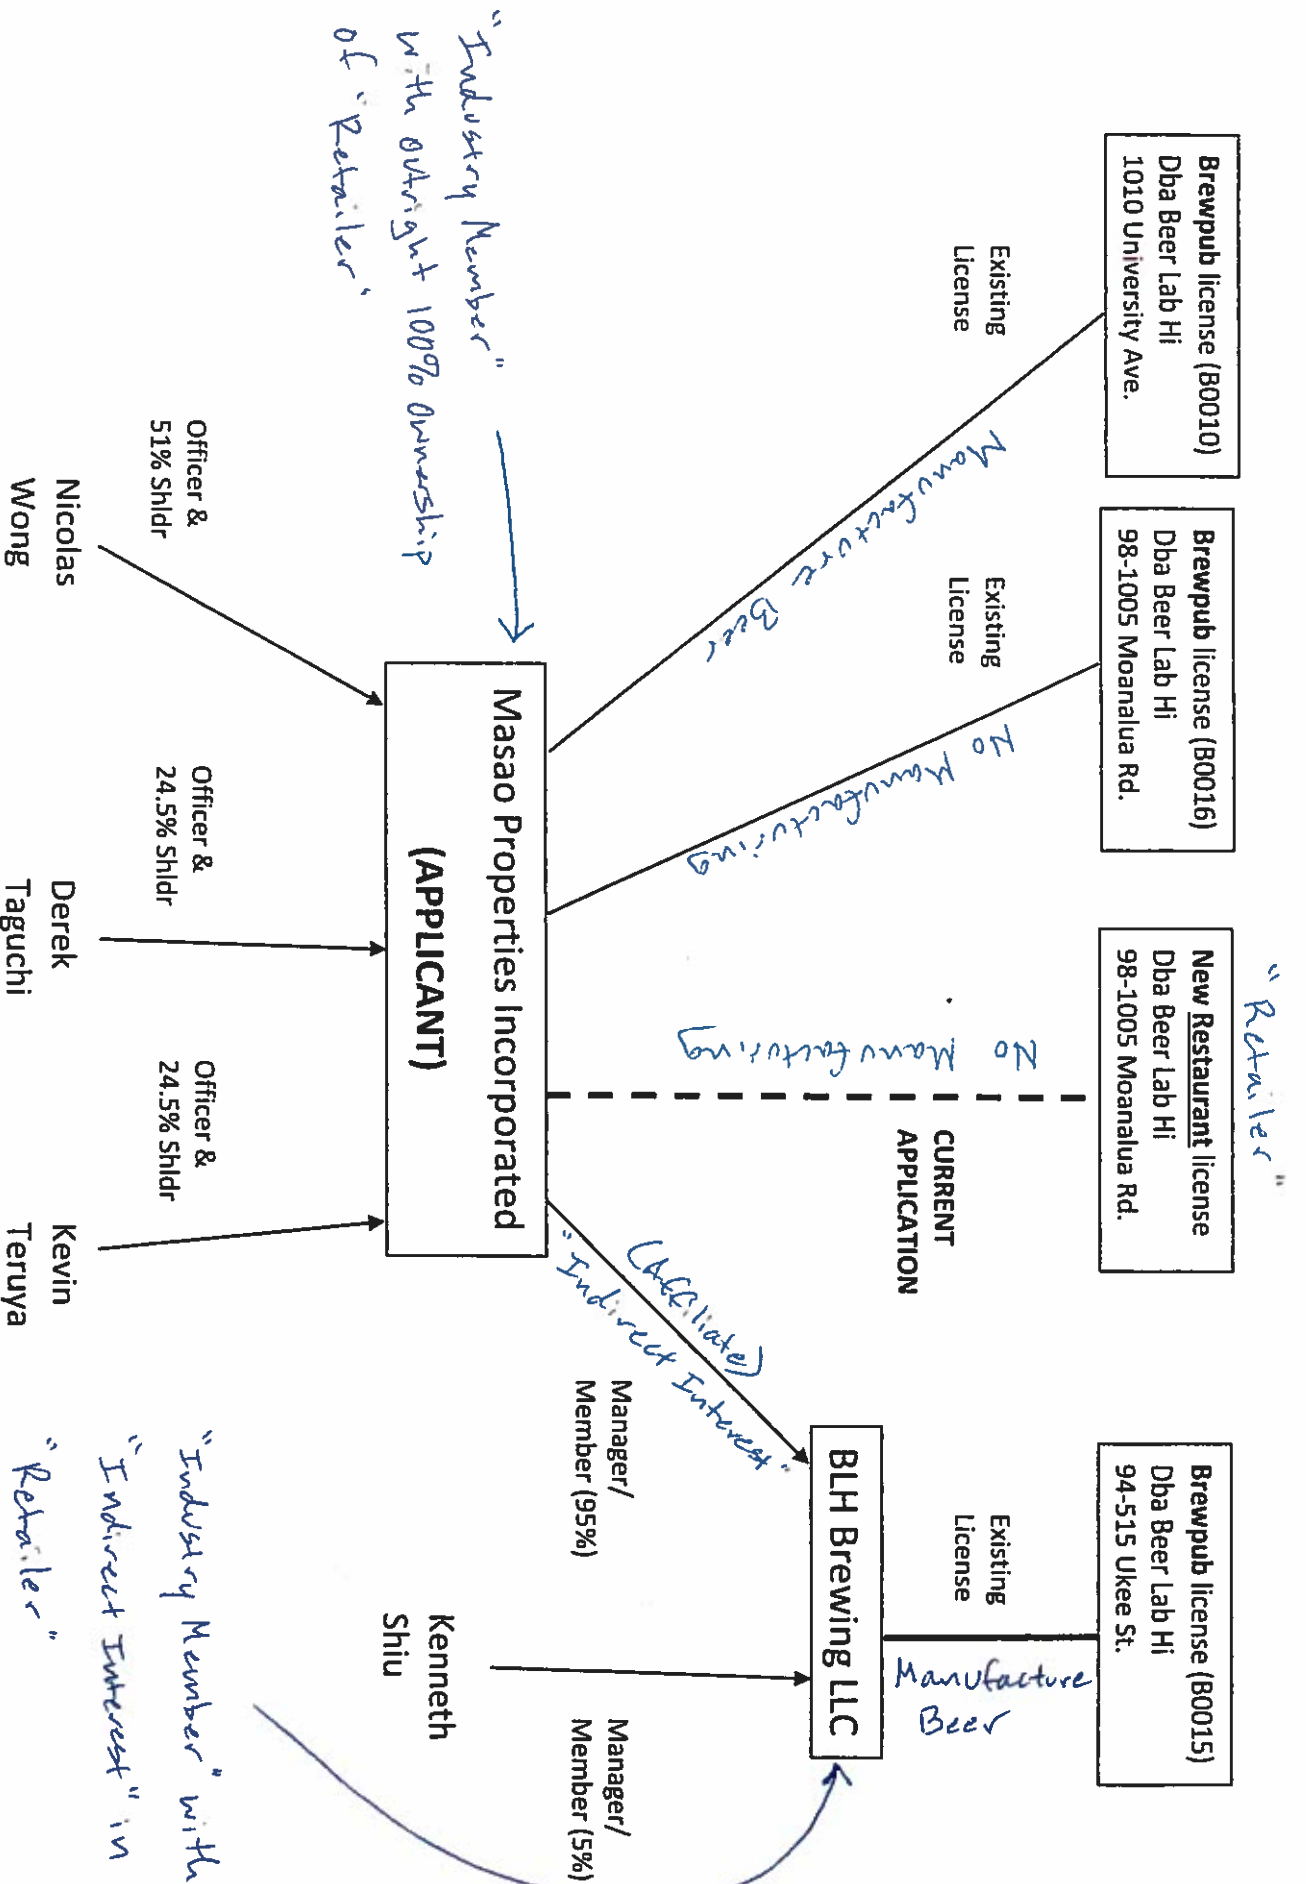 "Retailer"
Brewpub license (B0010)
Dba Beer Lab Hi
1010 University Ave.
Brewpub license (B0016)
Dba Beer Lab Hi
98-1005 Moanalua Rd.
New Restaurant license
Dba Beer Lab Hi
98-1005 Moanalua Rd.
Brewpub license (B0015)
Dba Beer Lab Hi
94-515 Ukee St.
Existing
License
Manufacture Beer
Existing
License
No Manufacturing
No Manufacturing
CURRENT
APPLICATION
Existing
License
Manufacture
Beer
(Affiliate)
"Indirect Interest"
BLH Brewing LLC
"Industry Member"
with outright 100% ownership
of "Retailer"
Masao Properties Incorporated
(APPLICANT)
Manager/
Member (95%)
Manager/
Member (5%)
Kenneth
Shiu
Officer &
51% Shldr
Officer &
24.5% Shldr
Officer &
24.5% Shldr
Nicolas
Wong
Derek
Taguchi
Kevin
Teruya
"Industry Member" with
"Indirect Interest" in
"Retailer"